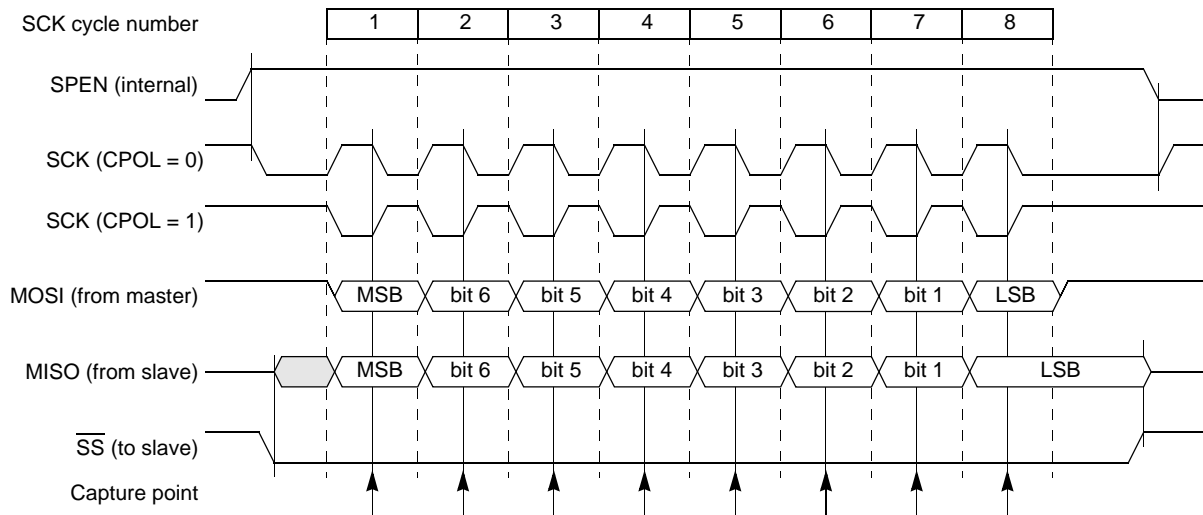 SCK cycle number 1 2 3 4 5 6 7 8
SPEN (internal)
SCK (CPOL = 0)
SCK (CPOL = 1)
MOSI (from master) MSB bit 6 bit 5 bit 4 bit 3 bit 2 bit 1 LSB
MISO (from slave) MSB bit 6 bit 5 bit 4 bit 3 bit 2 bit 1 LSB
SS (to slave)
Capture point